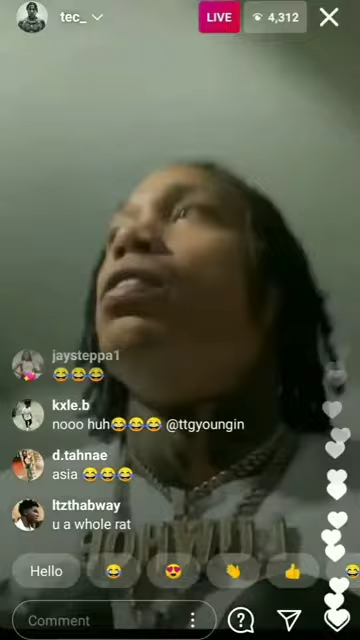 tec_
LIVE
4,312
jaysteppa1
😂😂😂
kxle.b
nooo huh😂😂😂 @ttgyoungin
d.tahnae
asia 😂😂😂
Itzthabway
u a whole rat
Hello 😂 😍 👏 👍 😂
Comment